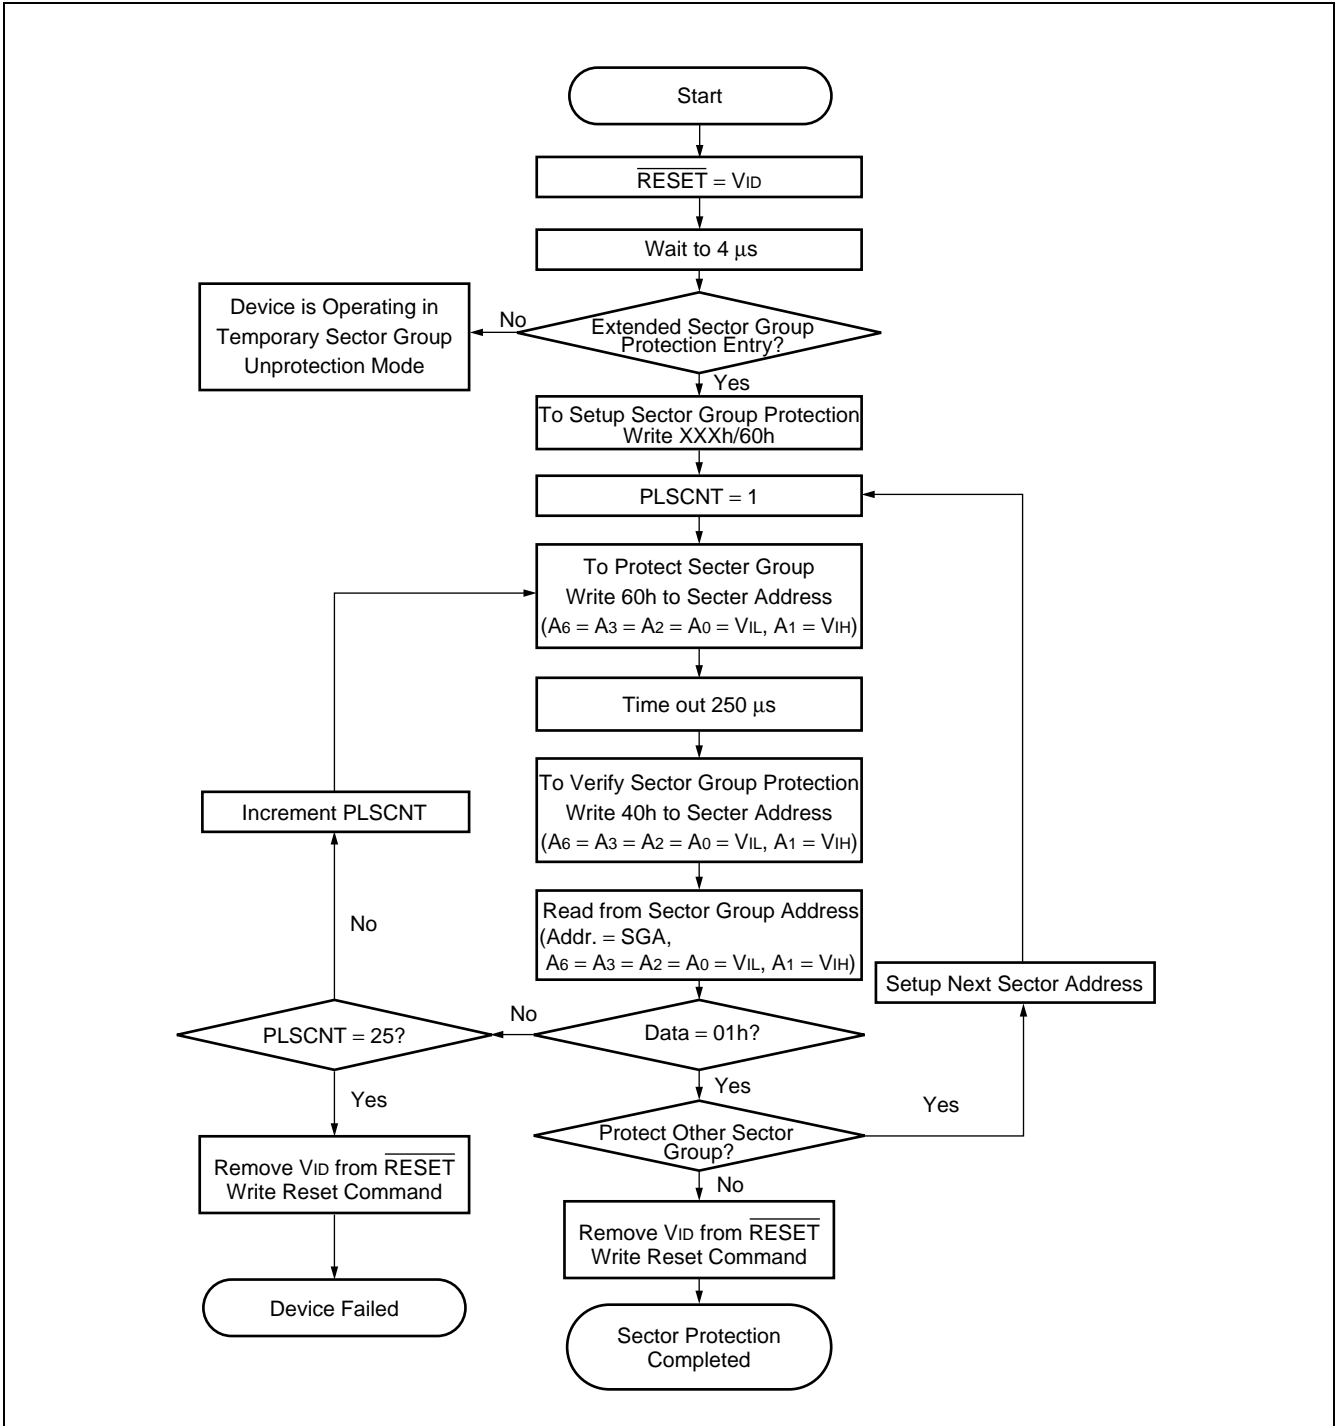 Start
RESET = VID
Wait to 4 μs
Device is Operating in
Temporary Sector Group
Unprotection Mode
No
Extended Sector Group
Protection Entry?
Yes
To Setup Sector Group Protection
Write XXXh/60h
PLSCNT = 1
To Protect Secter Group
Write 60h to Secter Address
(A6 = A3 = A2 = A0 = VIL, A1 = VIH)
Time out 250 μs
To Verify Sector Group Protection
Write 40h to Secter Address
(A6 = A3 = A2 = A0 = VIL, A1 = VIH)
Increment PLSCNT
Read from Sector Group Address
(Addr. = SGA,
A6 = A3 = A2 = A0 = VIL, A1 = VIH)
No
Setup Next Sector Address
PLSCNT = 25?
No
Data = 01h?
Yes
Yes
Yes
Protect Other Sector
Group?
Remove VID from RESET
Write Reset Command
No
Remove VID from RESET
Write Reset Command
Device Failed
Sector Protection
Completed